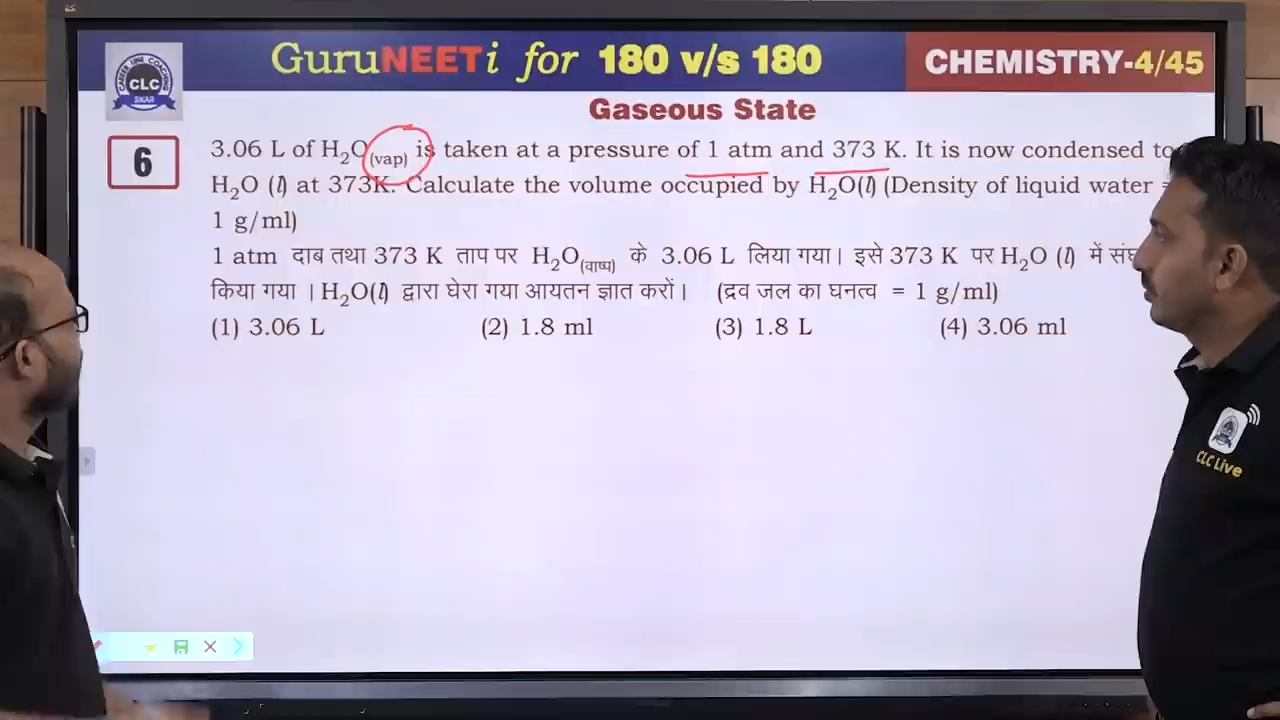 GuruNEETi for 180 v/s 180
CHEMISTRY-4/45
CLC
SIKAR
Gaseous State
6
3.06 L of H₂O(vap) is taken at a pressure of 1 atm and 373 K. It is now condensed to
H₂O (l) at 373K. Calculate the volume occupied by H₂O(l) (Density of liquid water =
1 g/ml)
1 atm दाब तथा 373 K ताप पर H₂O(वाष्प) के 3.06 L लिया गया। इसे 373 K पर H₂O (l) में
किया गया । H₂O(l) द्वारा घेरा गया आयतन ज्ञात करों। (द्रव जल का घनत्व = 1 g/ml)
(1) 3.06 L (2) 1.8 ml (3) 1.8 L (4) 3.06 ml
CLC Live